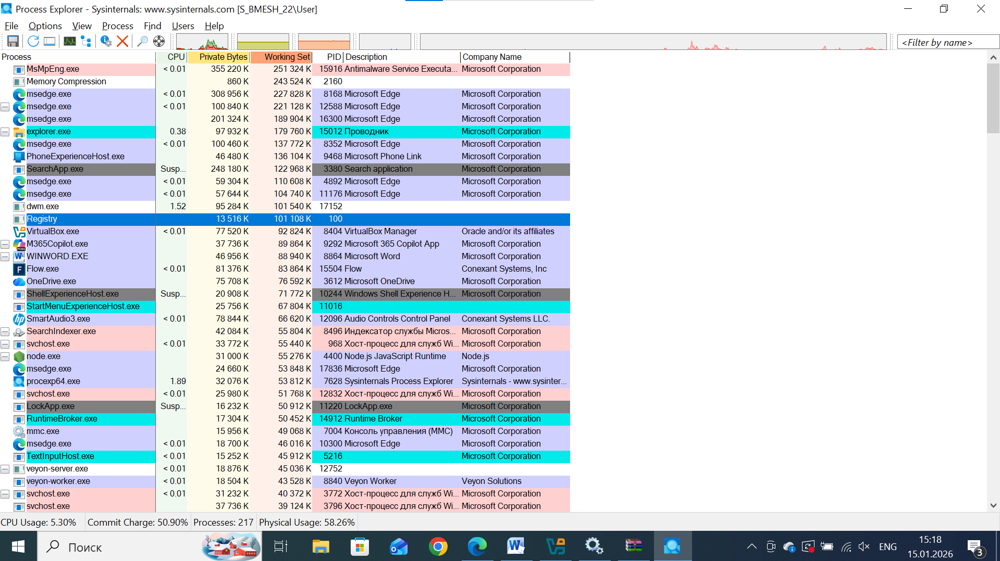 Process Explorer - Sysinternals: www.sysinternals.com [S_BMESH_22\User]
File Options View Process Find Users Help
<Filter by name>
Process CPU Private Bytes Working Set PID Description Company Name
MsMpEng.exe < 0.01 355 220 K 251 324 K 15916 Antimalware Service Executa... Microsoft Corporation
Memory Compression 860 K 243 524 K 2160
msedge.exe < 0.01 308 956 K 227 828 K 8168 Microsoft Edge Microsoft Corporation
msedge.exe < 0.01 100 840 K 221 128 K 12588 Microsoft Edge Microsoft Corporation
msedge.exe 201 324 K 189 904 K 16300 Microsoft Edge Microsoft Corporation
explorer.exe 0.38 97 932 K 179 760 K 15012 Проводник Microsoft Corporation
msedge.exe < 0.01 100 460 K 137 772 K 8352 Microsoft Edge Microsoft Corporation
PhoneExperienceHost.exe 46 480 K 136 104 K 9468 Microsoft Phone Link Microsoft Corporation
SearchApp.exe Susp... 248 180 K 122 968 K 3380 Search application Microsoft Corporation
msedge.exe < 0.01 59 304 K 110 608 K 4892 Microsoft Edge Microsoft Corporation
msedge.exe < 0.01 57 644 K 104 740 K 11176 Microsoft Edge Microsoft Corporation
dwm.exe 1.52 95 284 K 101 540 K 17152
Registry 13 516 K 101 108 K 100
VirtualBox.exe < 0.01 77 520 K 92 824 K 8404 VirtualBox Manager Oracle and/or its affiliates
M365Copilot.exe 37 736 K 89 864 K 9292 Microsoft 365 Copilot App Microsoft Corporation
WINWORD.EXE 46 956 K 88 940 K 8864 Microsoft Word Microsoft Corporation
Flow.exe < 0.01 81 376 K 83 864 K 15504 Flow Conexant Systems, Inc
OneDrive.exe 75 708 K 76 592 K 3612 Microsoft OneDrive Microsoft Corporation
ShellExperienceHost.exe Susp... 20 908 K 71 772 K 10244 Windows Shell Experience H... Microsoft Corporation
StartMenuExperienceHost.exe 25 756 K 67 804 K 11016
SmartAudio3.exe < 0.01 78 844 K 66 620 K 12096 Audio Controls Control Panel Conexant Systems LLC.
SearchIndexer.exe 42 084 K 55 804 K 8496 Индексатор службы Micros... Microsoft Corporation
svchost.exe < 0.01 33 772 K 55 440 K 968 Хост-процесс для служб Wi... Microsoft Corporation
node.exe 31 000 K 55 276 K 4400 Node.js JavaScript Runtime Node.js
msedge.exe 24 660 K 53 848 K 17836 Microsoft Edge Microsoft Corporation
procexp64.exe 1.89 32 076 K 53 812 K 7628 Sysinternals Process Explorer Sysinternals - www.sysinter...
svchost.exe < 0.01 25 980 K 51 768 K 12832 Хост-процесс для служб Wi... Microsoft Corporation
LockApp.exe Susp... 16 232 K 50 912 K 11220 LockApp.exe Microsoft Corporation
RuntimeBroker.exe 17 304 K 50 452 K 14912 Runtime Broker Microsoft Corporation
mmc.exe 15 956 K 49 068 K 7004 Консоль управления (MMC) Microsoft Corporation
msedge.exe < 0.01 18 700 K 46 016 K 10300 Microsoft Edge Microsoft Corporation
TextInputHost.exe < 0.01 15 252 K 45 912 K 5216 Microsoft Corporation
veyon-server.exe < 0.01 18 876 K 45 036 K 12752
veyon-worker.exe < 0.01 18 504 K 43 528 K 8840 Veyon Worker Veyon Solutions
svchost.exe < 0.01 31 232 K 40 372 K 3772 Хост-процесс для служб Wi... Microsoft Corporation
svchost.exe 37 736 K 39 124 K 3796 Хост-процесс для служб Wi... Microsoft Corporation
CPU Usage: 5.30% Commit Charge: 50.90% Processes: 217 Physical Usage: 58.26%
Поиск
ENG
15:18
15.01.2026
3